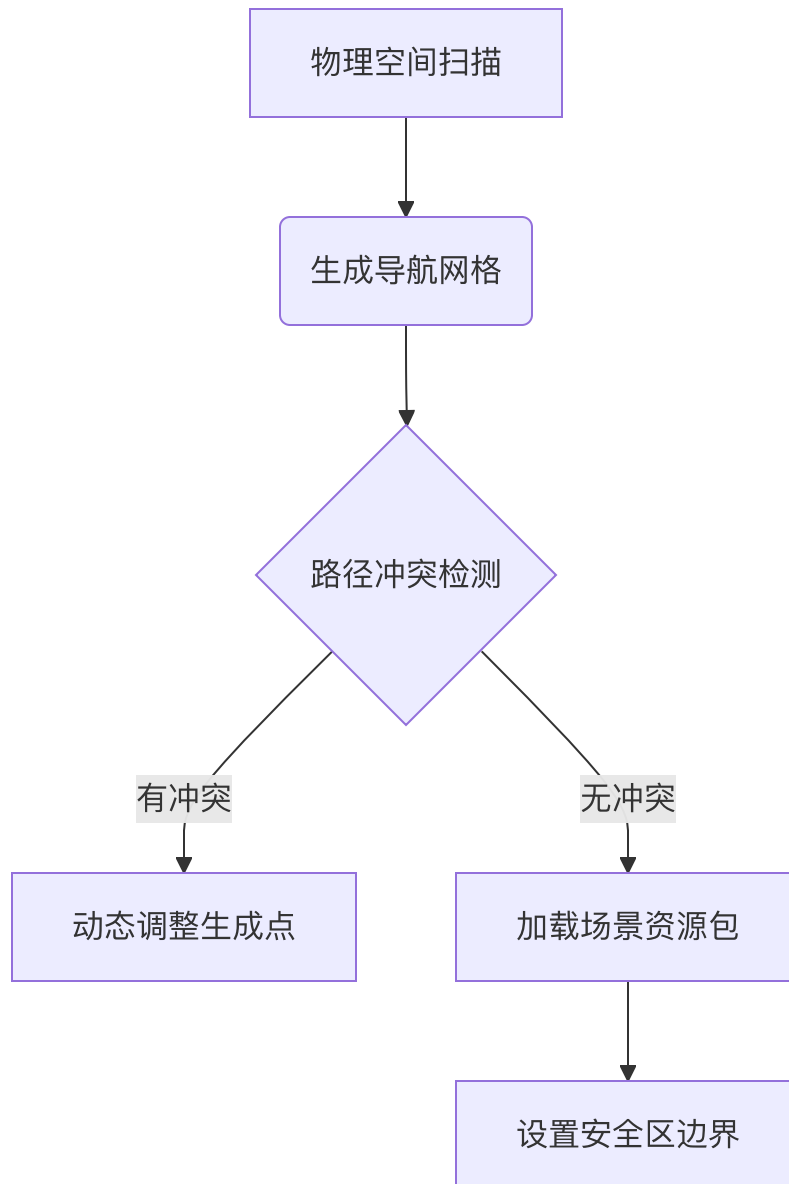 物理空间扫描
生成导航网格
路径冲突检测
有冲突
无冲突
动态调整生成点
加载场景资源包
设置安全区边界